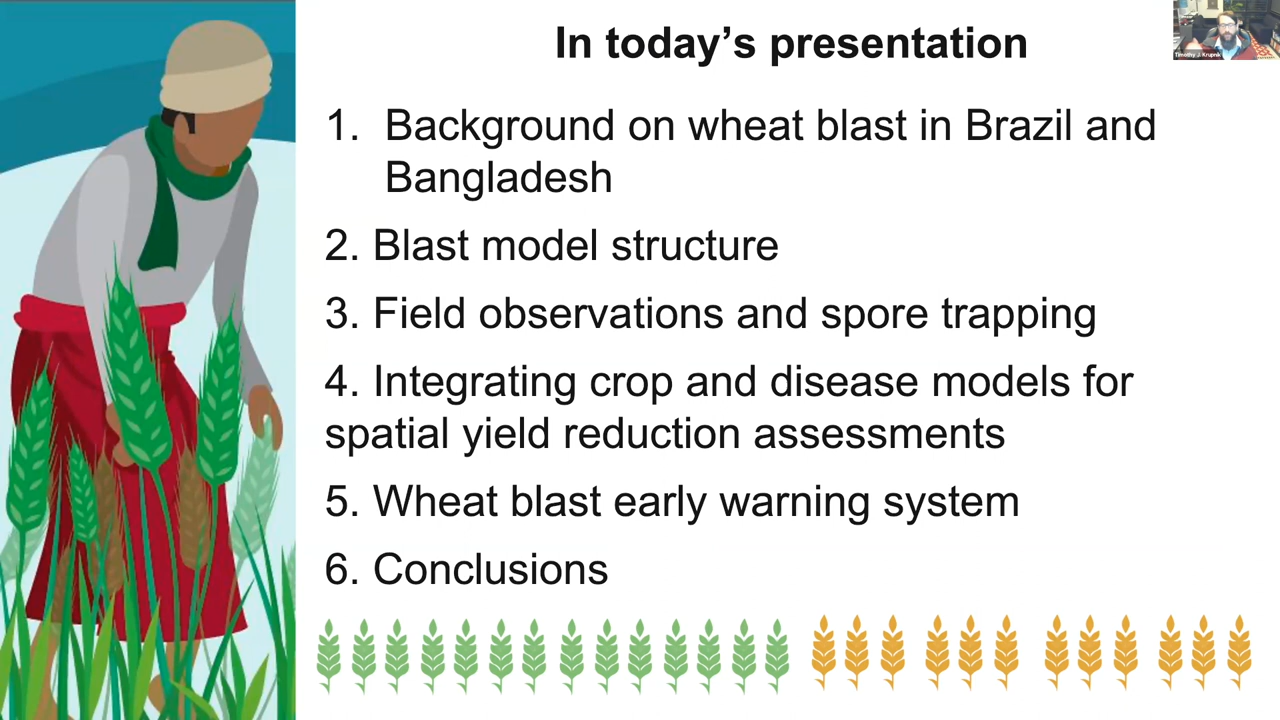 In today's presentation
Timothy J. Krupnik
1. Background on wheat blast in Brazil and
Bangladesh
2. Blast model structure
3. Field observations and spore trapping
4. Integrating crop and disease models for
spatial yield reduction assessments
5. Wheat blast early warning system
6. Conclusions